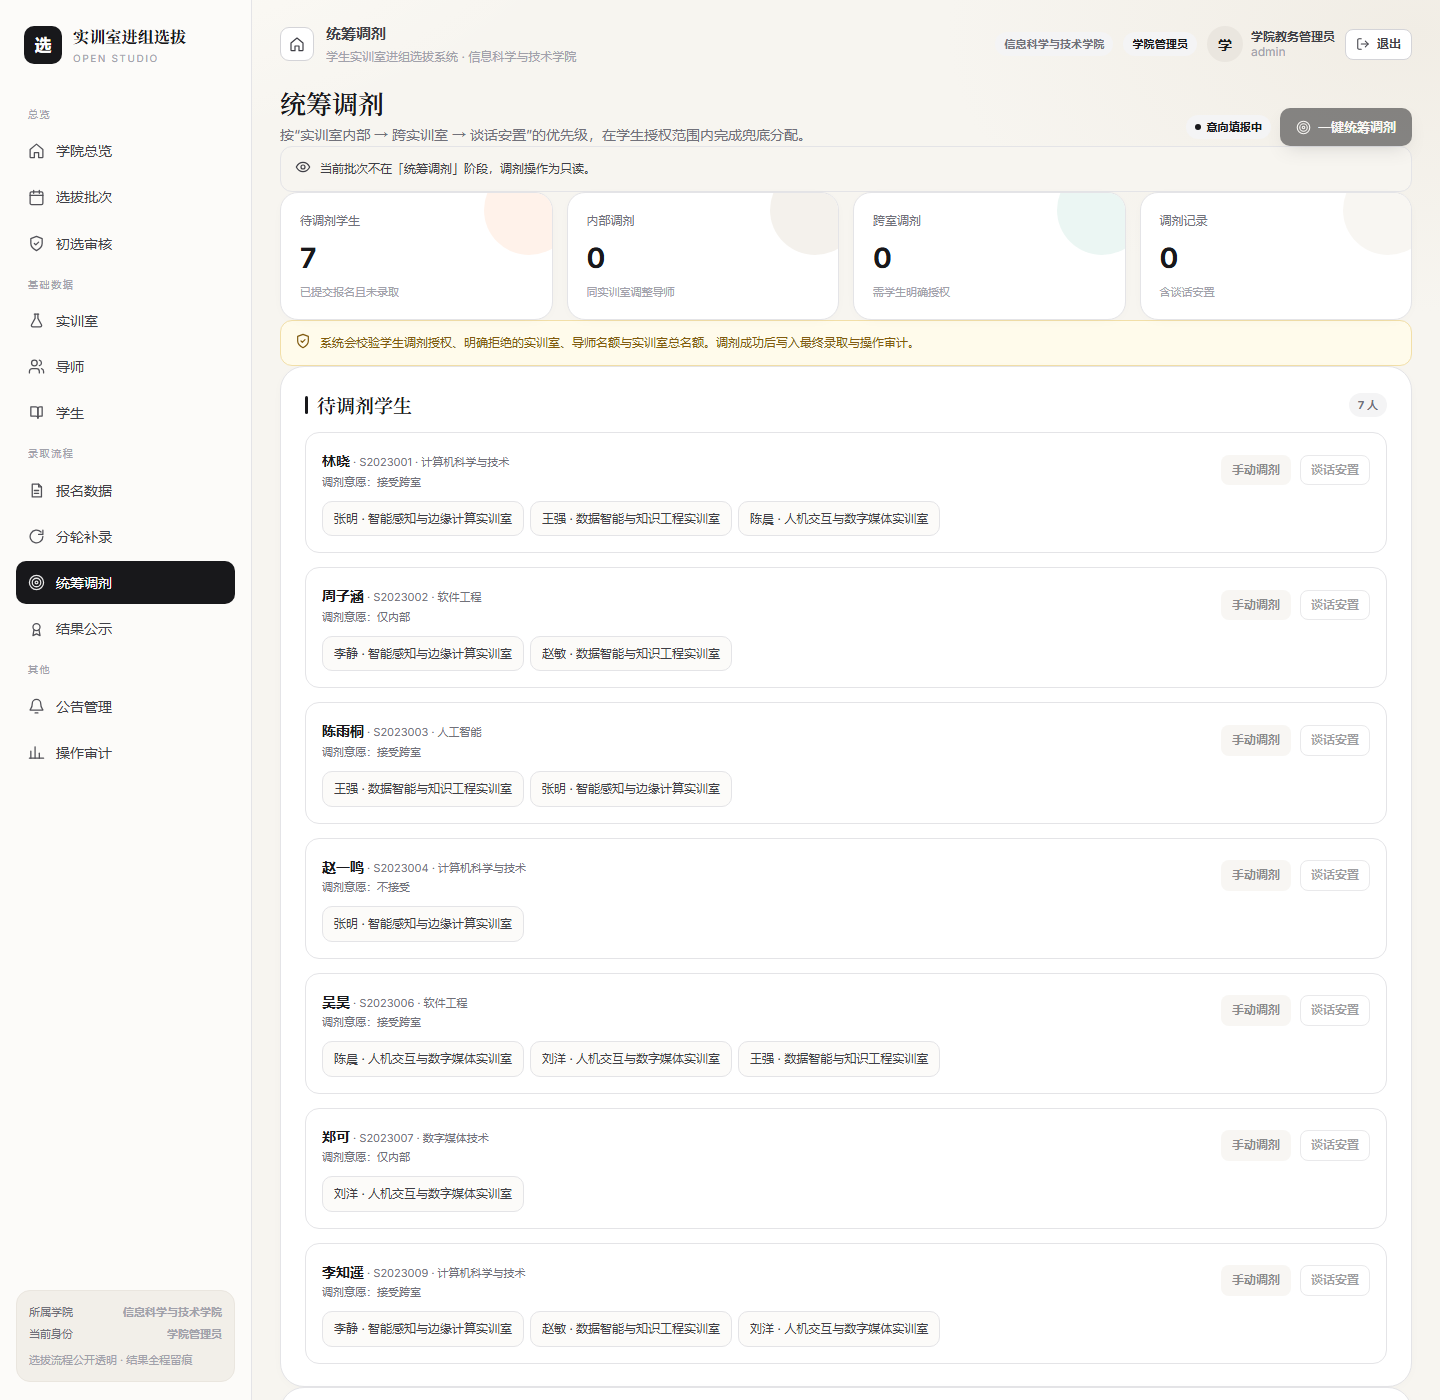 选
实训室进组选拔
OPEN STUDIO
总览
学院总览
选拔批次
初选审核
基础数据
实训室
导师
学生
录取流程
报名数据
分轮补录
统筹调剂
结果公示
其他
公告管理
操作审计
所属学院 信息科学与技术学院
当前身份 学院管理员
选拔流程公开透明 · 结果全程留痕
统筹调剂
学生实训室进组选拔系统 · 信息科学与技术学院
信息科学与技术学院
学院管理员
学
学院教务管理员
admin
退出
统筹调剂
按“实训室内部 → 跨实训室 → 谈话安置”的优先级，在学生授权范围内完成兜底分配。
意向填报中
一键统筹调剂
当前批次不在「统筹调剂」阶段，调剂操作为只读。
待调剂学生
7
已提交报名且未录取
内部调剂
0
同实训室调整导师
跨室调剂
0
需学生明确授权
调剂记录
0
含谈话安置
系统会校验学生调剂授权、明确拒绝的实训室、导师名额与实训室总名额。调剂成功后写入最终录取与操作审计。
待调剂学生
7 人
林晓 · S2023001 · 计算机科学与技术
调剂意愿：接受跨室
手动调剂 谈话安置
张明 · 智能感知与边缘计算实训室 王强 · 数据智能与知识工程实训室 陈晨 · 人机交互与数字媒体实训室
周子涵 · S2023002 · 软件工程
调剂意愿：仅内部
手动调剂 谈话安置
李静 · 智能感知与边缘计算实训室 赵敏 · 数据智能与知识工程实训室
陈雨桐 · S2023003 · 人工智能
调剂意愿：接受跨室
手动调剂 谈话安置
王强 · 数据智能与知识工程实训室 张明 · 智能感知与边缘计算实训室
赵一鸣 · S2023004 · 计算机科学与技术
调剂意愿：不接受
手动调剂 谈话安置
张明 · 智能感知与边缘计算实训室
吴昊 · S2023006 · 软件工程
调剂意愿：接受跨室
手动调剂 谈话安置
陈晨 · 人机交互与数字媒体实训室 刘洋 · 人机交互与数字媒体实训室 王强 · 数据智能与知识工程实训室
郑可 · S2023007 · 数字媒体技术
调剂意愿：仅内部
手动调剂 谈话安置
刘洋 · 人机交互与数字媒体实训室
李知遥 · S2023009 · 计算机科学与技术
调剂意愿：接受跨室
手动调剂 谈话安置
李静 · 智能感知与边缘计算实训室 赵敏 · 数据智能与知识工程实训室 刘洋 · 人机交互与数字媒体实训室